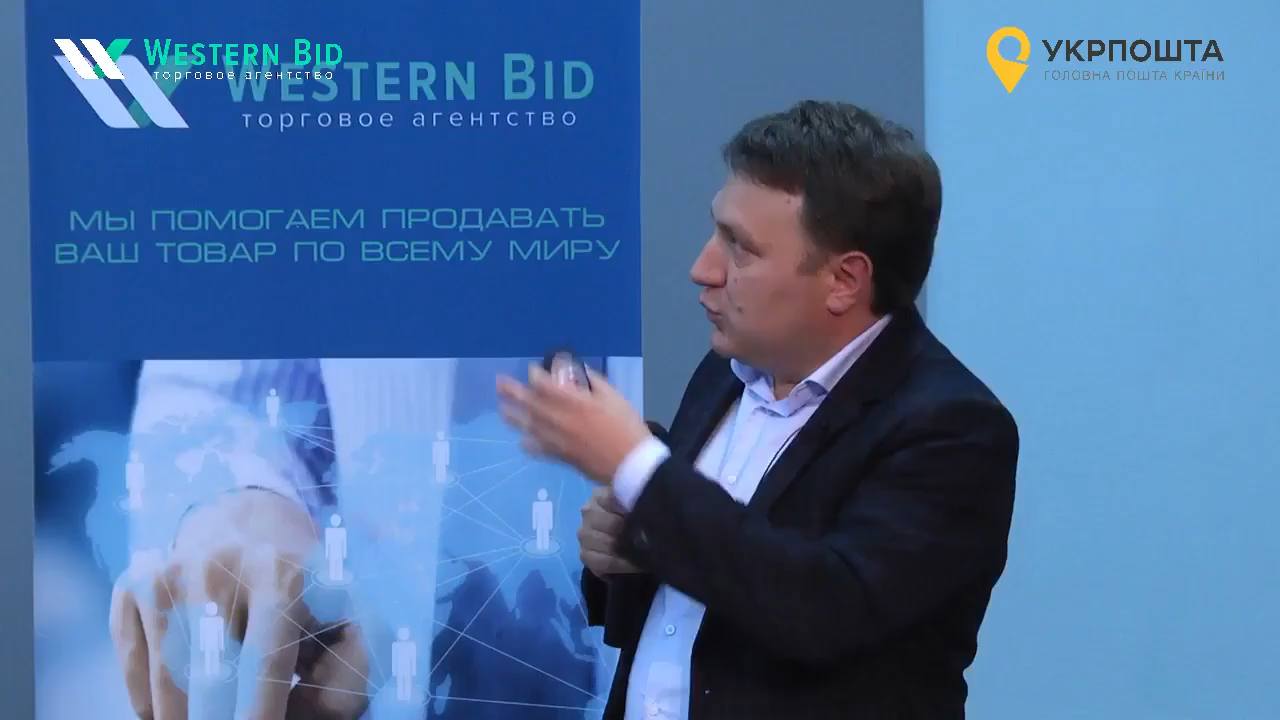 WESTERN BID
торговое агентство
УКРПОШТА
ГОЛОВНА ПОШТА КРАЇНИ
WESTERN BID
торговое агентство
МЫ ПОМОГАЕМ ПРОДАВАТЬ
ВАШ ТОВАР ПО ВСЕМУ МИРУ